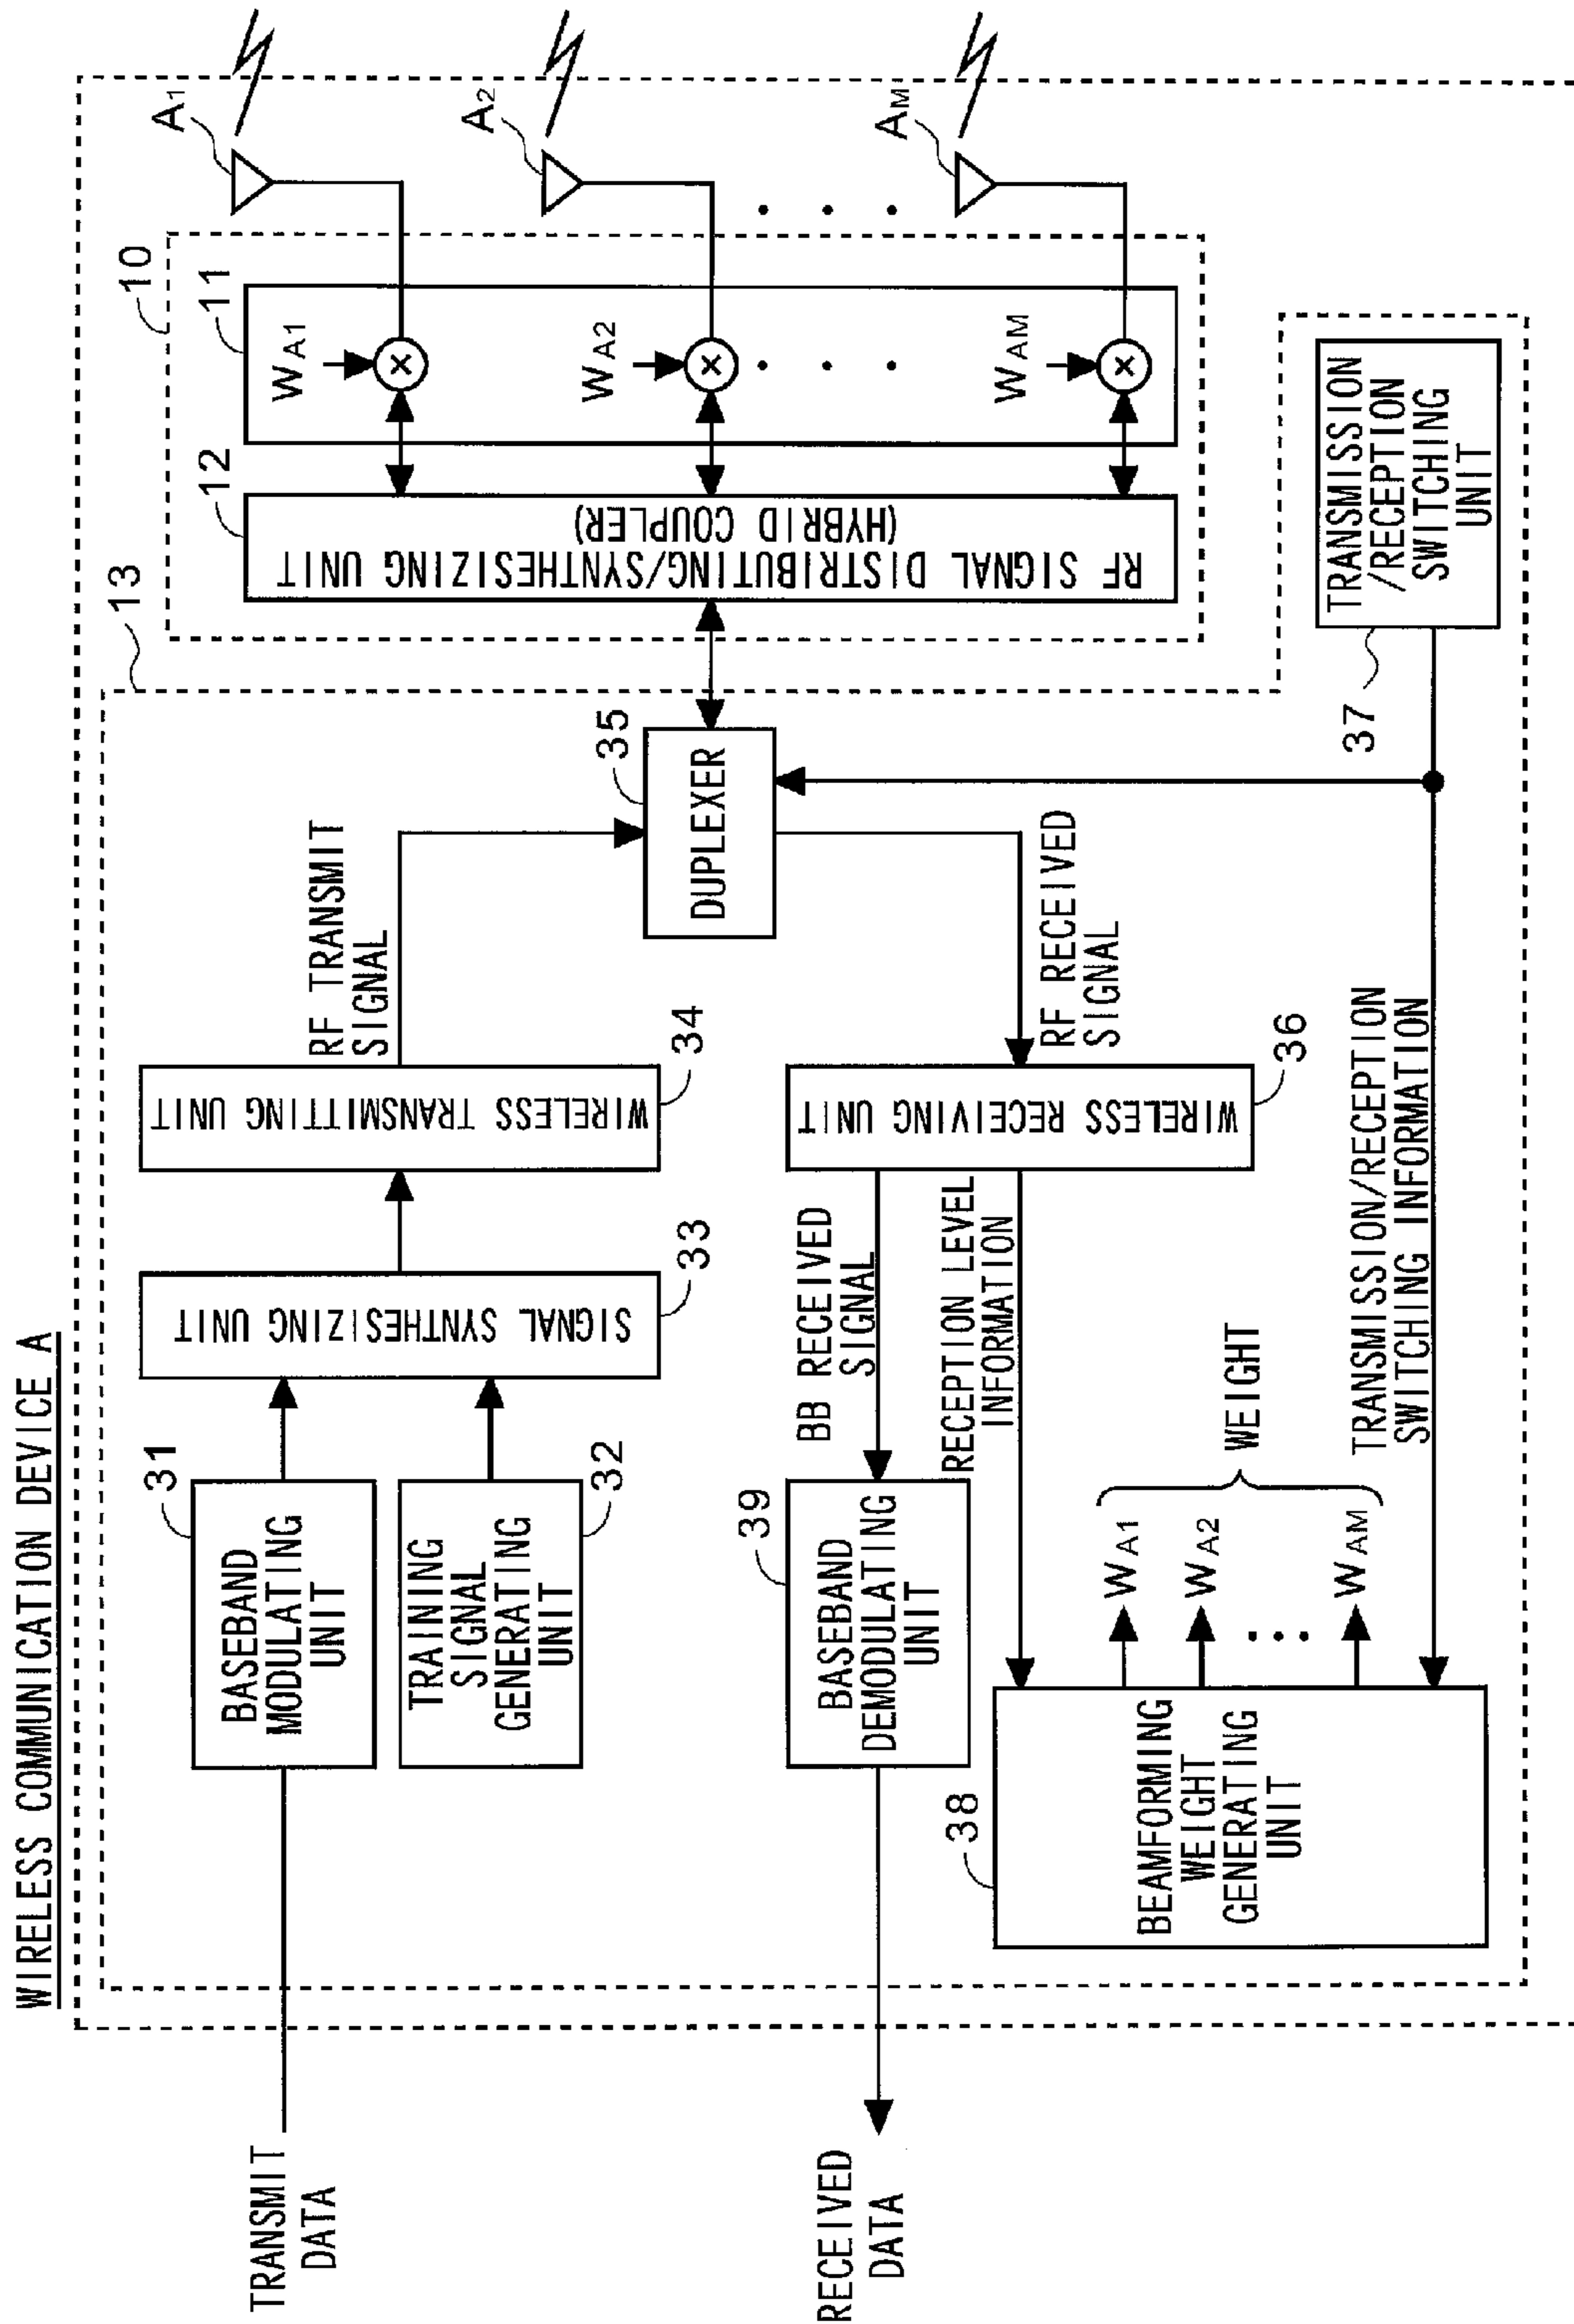 WIRELESS COMMUNICATION DEVICE A
TRANSMIT
DATA
31
BASEBAND
MODULATING
UNIT
TRAINING
SIGNAL
GENERATING
UNIT
32
SIGNAL SYNTHESIZING UNIT
33
WIRELESS TRANSMITTING UNIT
34
RF TRANSMIT
SIGNAL
35
DUPLEXER
13
12
RF SIGNAL DISTRIBUTING/SYNTHESIZING UNIT
(HYBRID COUPLER)
10
11
WA1
WA2
WAM
A1
A2
AM
RECEIVED
DATA
39
BASEBAND
DEMODULATING
UNIT
BB RECEIVED
SIGNAL
RECEPTION LEVEL
INFORMATION
WIRELESS RECEIVING UNIT
36
RF RECEIVED
SIGNAL
38
BEAMFORMING
WEIGHT
GENERATING
UNIT
WA1
WA2
WAM
WEIGHT
TRANSMISSION/RECEPTION
SWITCHING INFORMATION
37
TRANSMISSION
/RECEPTION
SWITCHING
UNIT